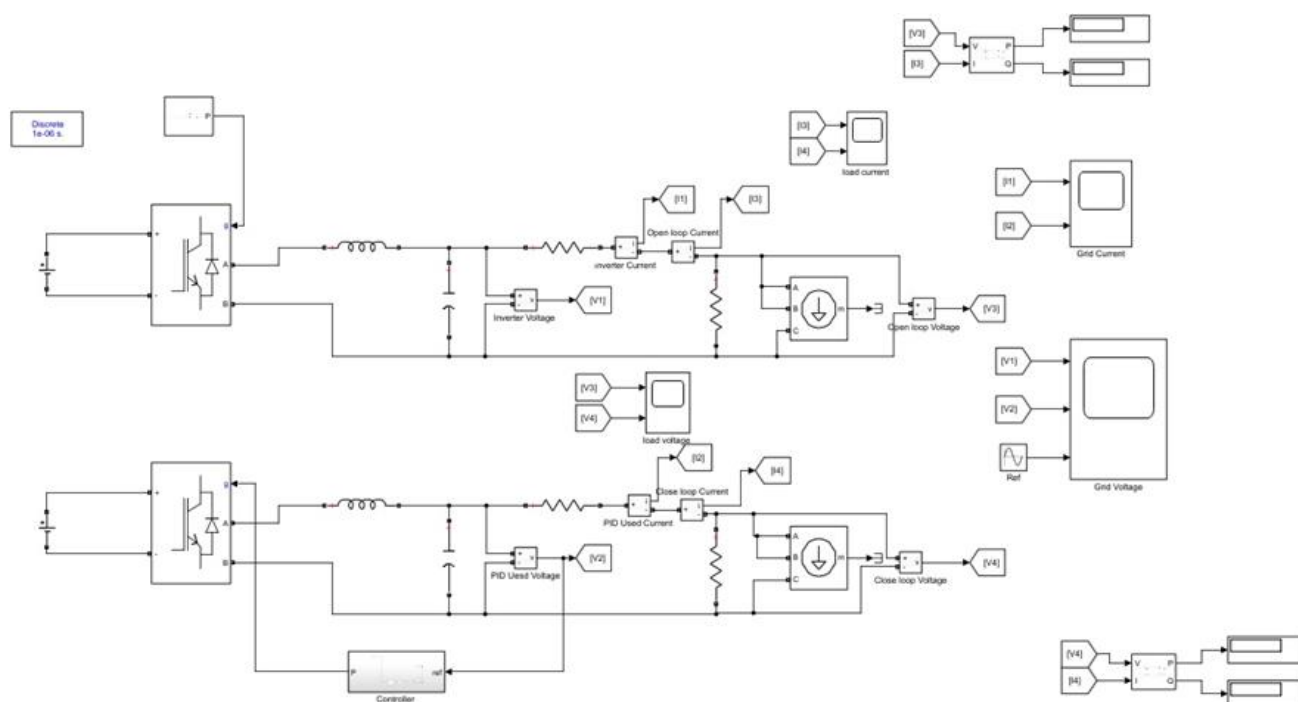 [V3]
[I3]
V
I
P
Q
Discrete
1e-06 s.
P
[I3]
[I4]
load current
[I1]
[I2]
Grid Current
g
+
-
A
B
[I1]
[I3]
Open loop Current
Inverter Current
[V1]
Inverter Voltage
A
B
C
m
[V3]
Open loop Voltage
[V3]
[V4]
load voltage
[V1]
[V2]
Ref
Grid Voltage
g
+
-
A
B
[I2]
[I4]
Close loop Current
PID Used Current
[V2]
PID Uesd Voltage
A
B
C
m
[V4]
Close loop Voltage
P
ref
Controller
[V4]
[I4]
V
I
P
Q